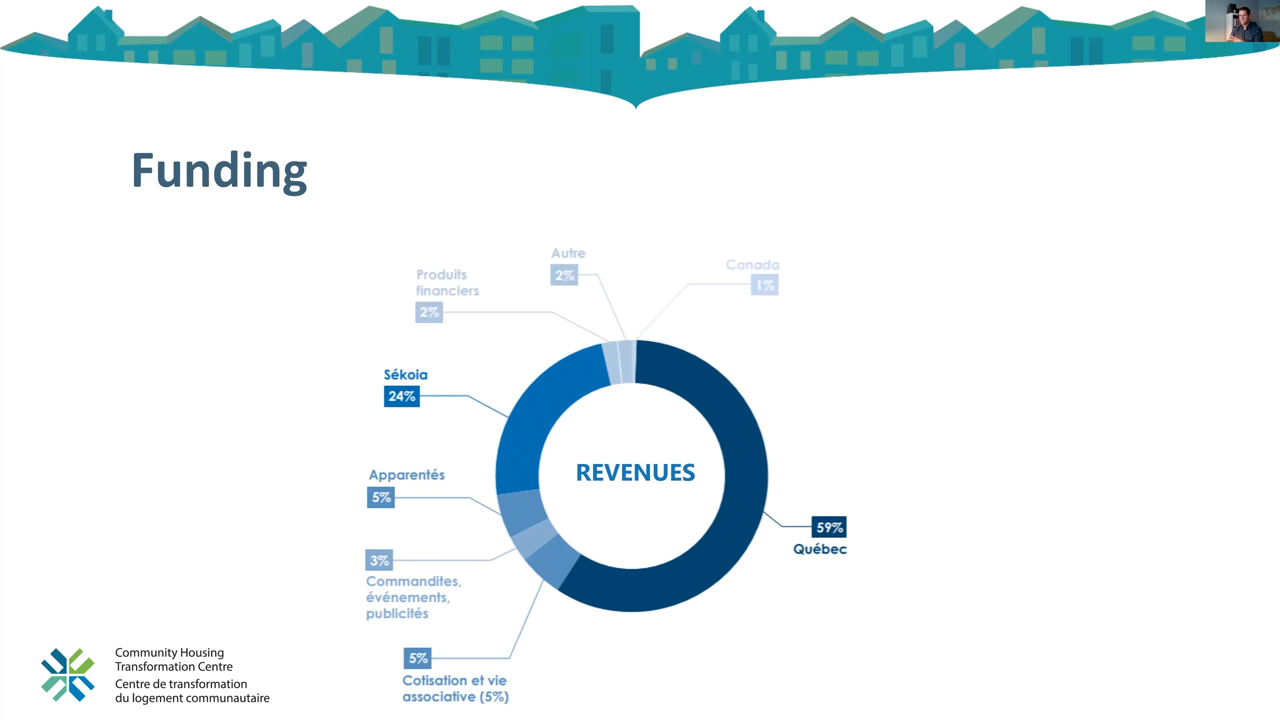 Funding
Autre
2%
Canada
1%
Produits
financiers
2%
Sékoia
24%
Apparentés
5%
REVENUES
59%
Québec
3%
Commandites,
événements,
publicités
5%
Cotisation et vie
associative (5%)
Community Housing
Transformation Centre
Centre de transformation
du logement communautaire